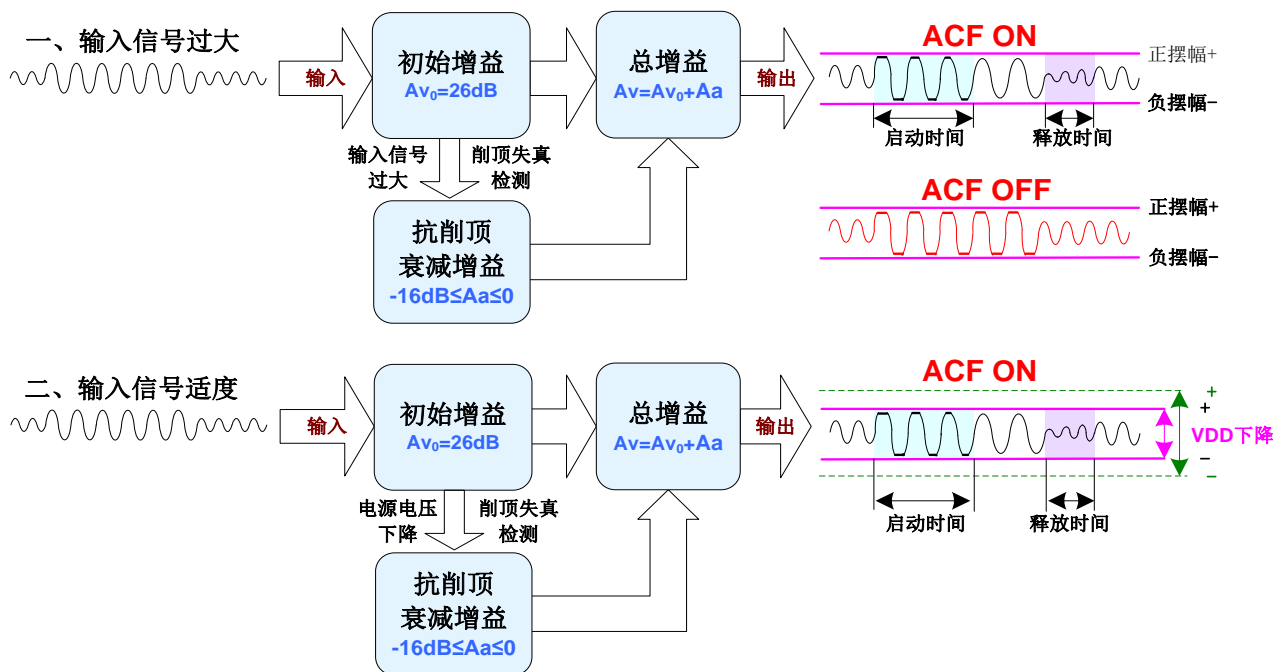 一、输入信号过大
输入
初始增益
Av₀=26dB
总增益
Av=Av₀+Aa
输出
输入信号
过大
削顶失真
检测
抗削顶
衰减增益
-16dB≤Aa≤0
ACF ON
正摆幅+
负摆幅-
启动时间
释放时间
ACF OFF
正摆幅+
负摆幅-
二、输入信号适度
输入
初始增益
Av₀=26dB
总增益
Av=Av₀+Aa
输出
电源电压
下降
削顶失真
检测
抗削顶
衰减增益
-16dB≤Aa≤0
ACF ON
+
+
VDD下降
-
-
启动时间
释放时间